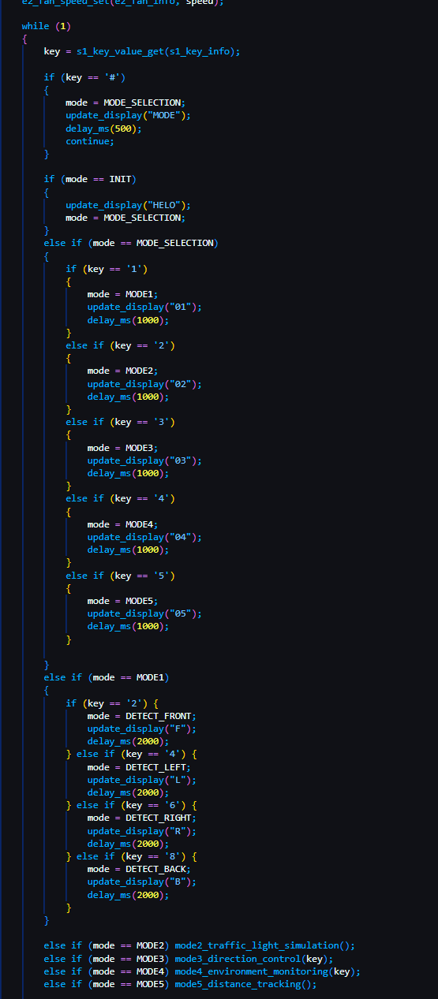 e2_fan_speed_set(e2_fan_info, speed);
while (1)
{
key = s1_key_value_get(s1_key_info);
if (key == '#')
{
mode = MODE_SELECTION;
update_display("MODE");
delay_ms(500);
continue;
}
if (mode == INIT)
{
update_display("HELO");
mode = MODE_SELECTION;
}
else if (mode == MODE_SELECTION)
{
if (key == '1')
{
mode = MODE1;
update_display("01");
delay_ms(1000);
}
else if (key == '2')
{
mode = MODE2;
update_display("02");
delay_ms(1000);
}
else if (key == '3')
{
mode = MODE3;
update_display("03");
delay_ms(1000);
}
else if (key == '4')
{
mode = MODE4;
update_display("04");
delay_ms(1000);
}
else if (key == '5')
{
mode = MODE5;
update_display("05");
delay_ms(1000);
}
}
else if (mode == MODE1)
{
if (key == '2') {
mode = DETECT_FRONT;
update_display("F");
delay_ms(2000);
} else if (key == '4') {
mode = DETECT_LEFT;
update_display("L");
delay_ms(2000);
} else if (key == '6') {
mode = DETECT_RIGHT;
update_display("R");
delay_ms(2000);
} else if (key == '8') {
mode = DETECT_BACK;
update_display("B");
delay_ms(2000);
}
}
else if (mode == MODE2) mode2_traffic_light_simulation();
else if (mode == MODE3) mode3_direction_control(key);
else if (mode == MODE4) mode4_environment_monitoring(key);
else if (mode == MODE5) mode5_distance_tracking();